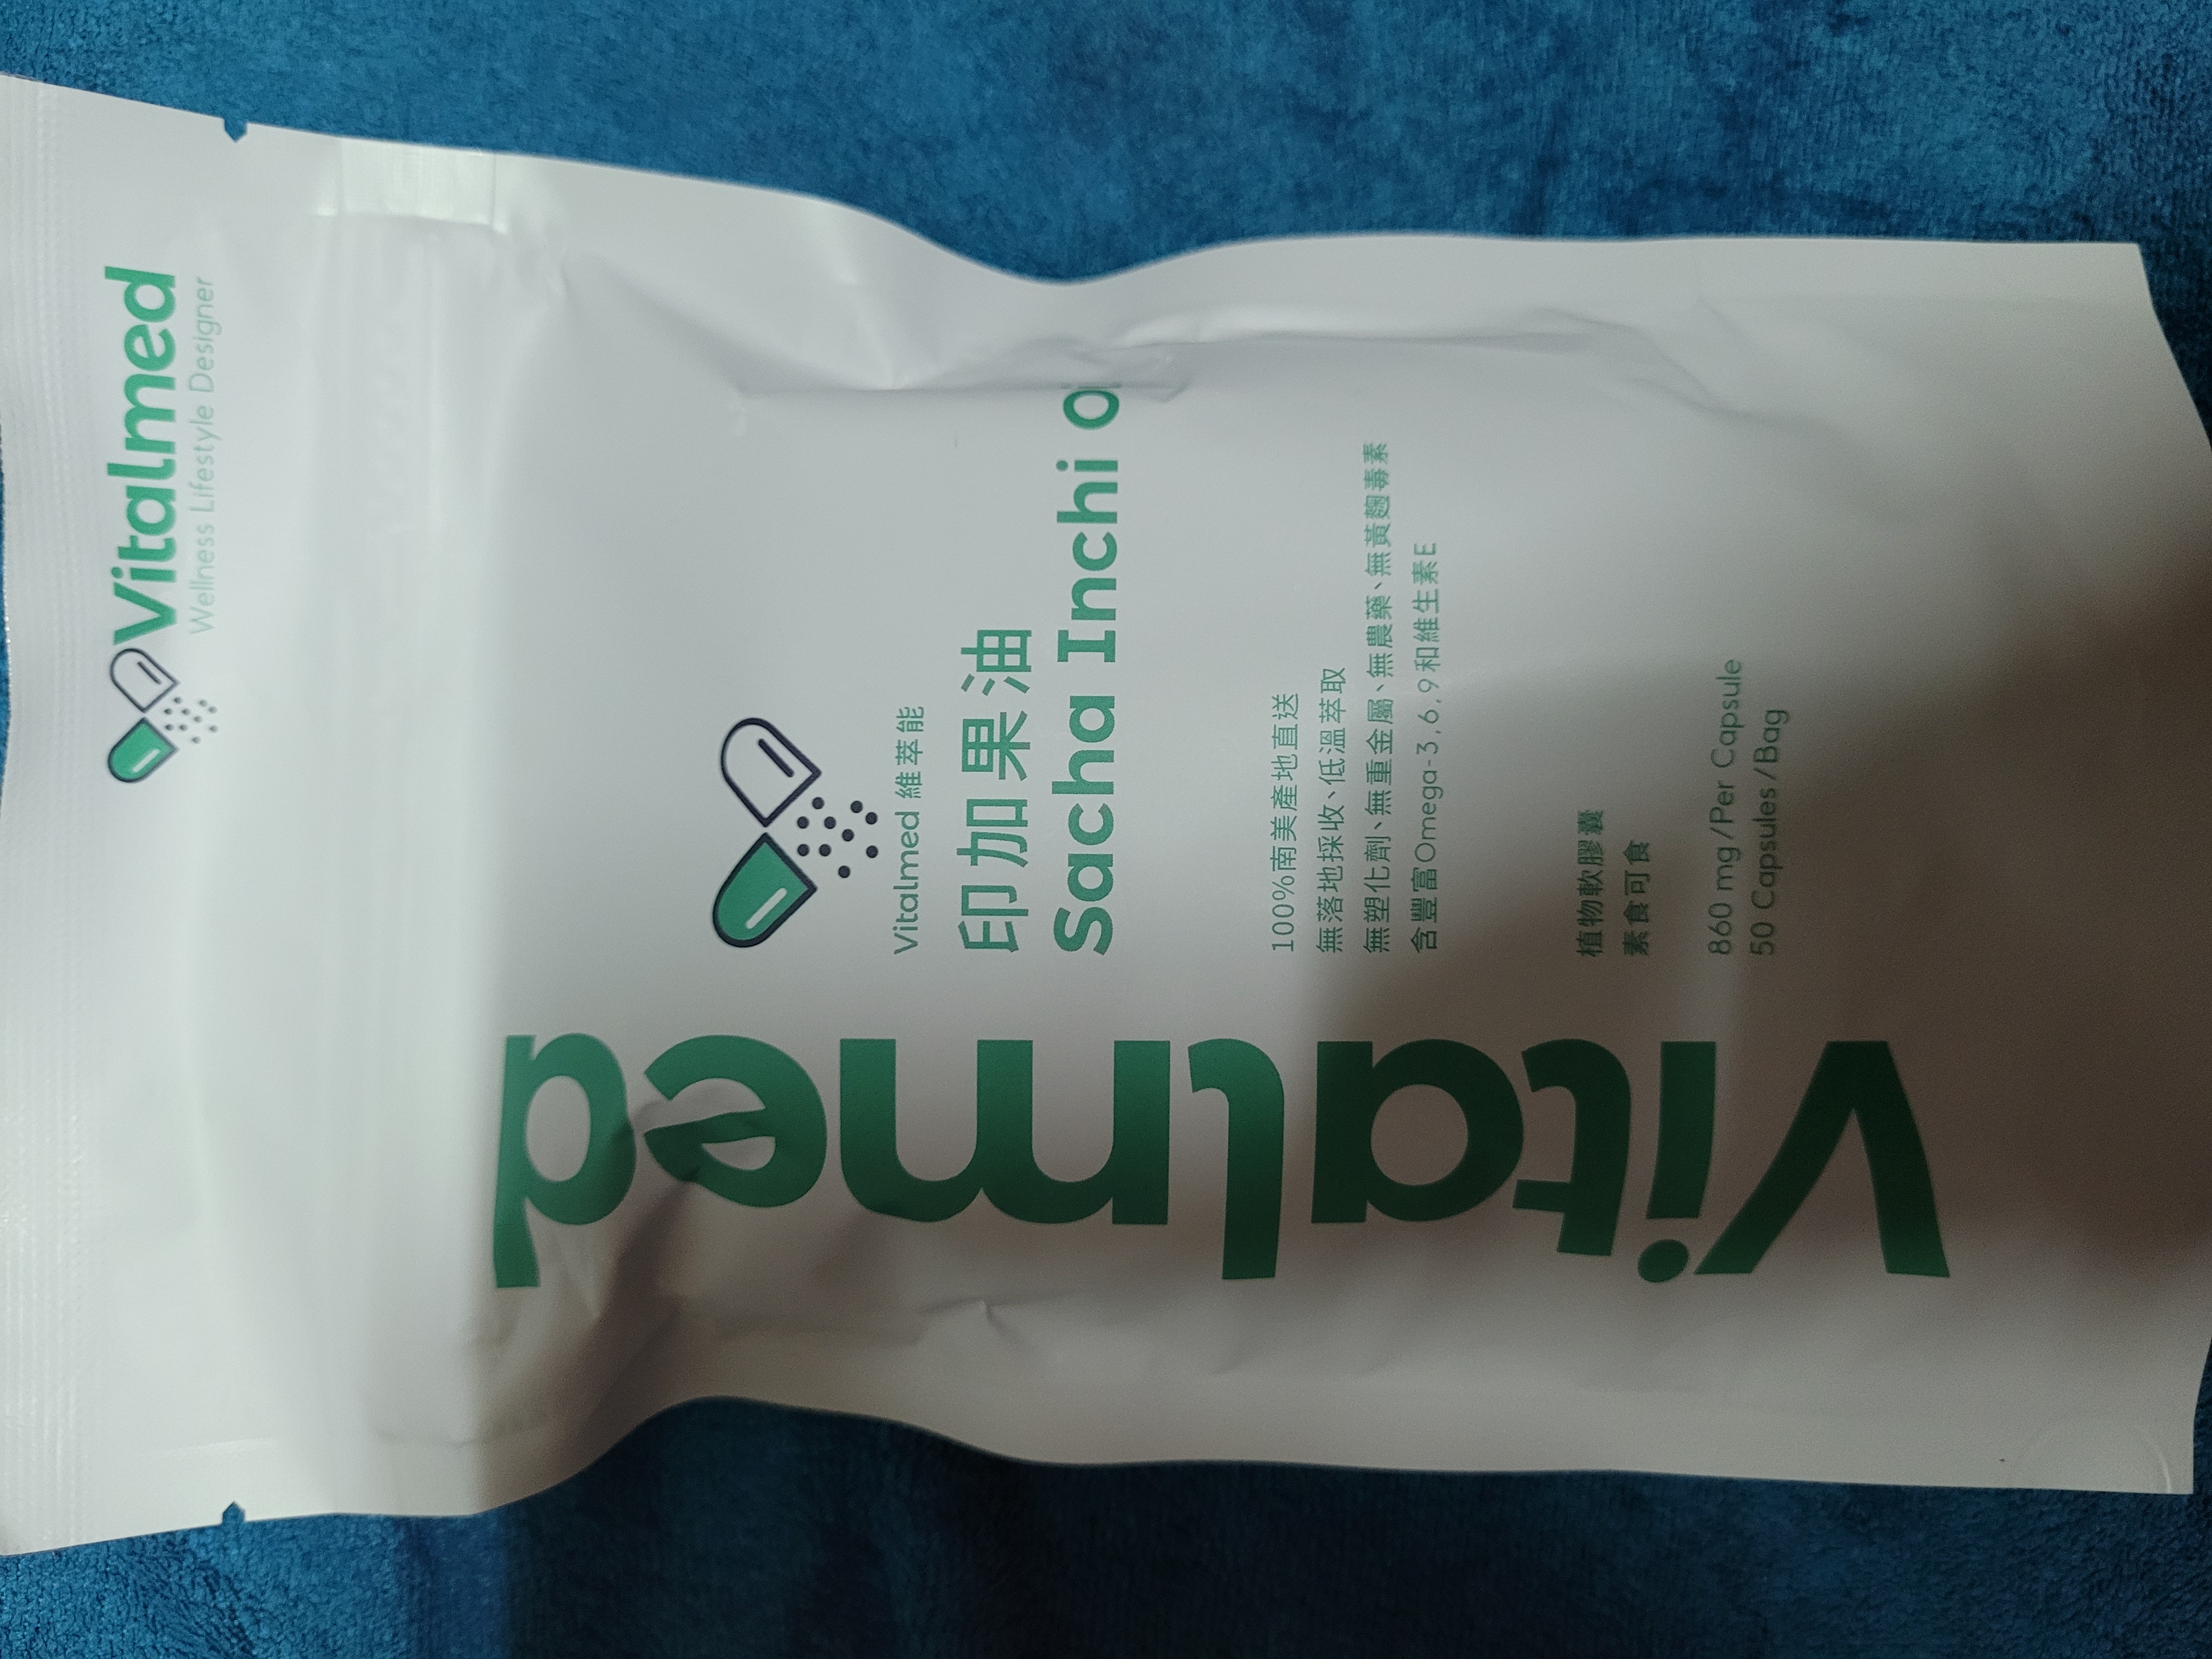 Vitalmed
Wellness Lifestyle Designer
Vitalmed 維萃能
印加果油
Sacha Inchi
100%南美產地直送
無落地採收、低溫萃取
無塑化劑、無重金屬、無農藥、無黃麴毒素
含豐富Omega-3,6,9和維生素E
植物軟膠囊
素食可食
860 mg/Per Capsule
50 Capsules/Bag
Vitalmed